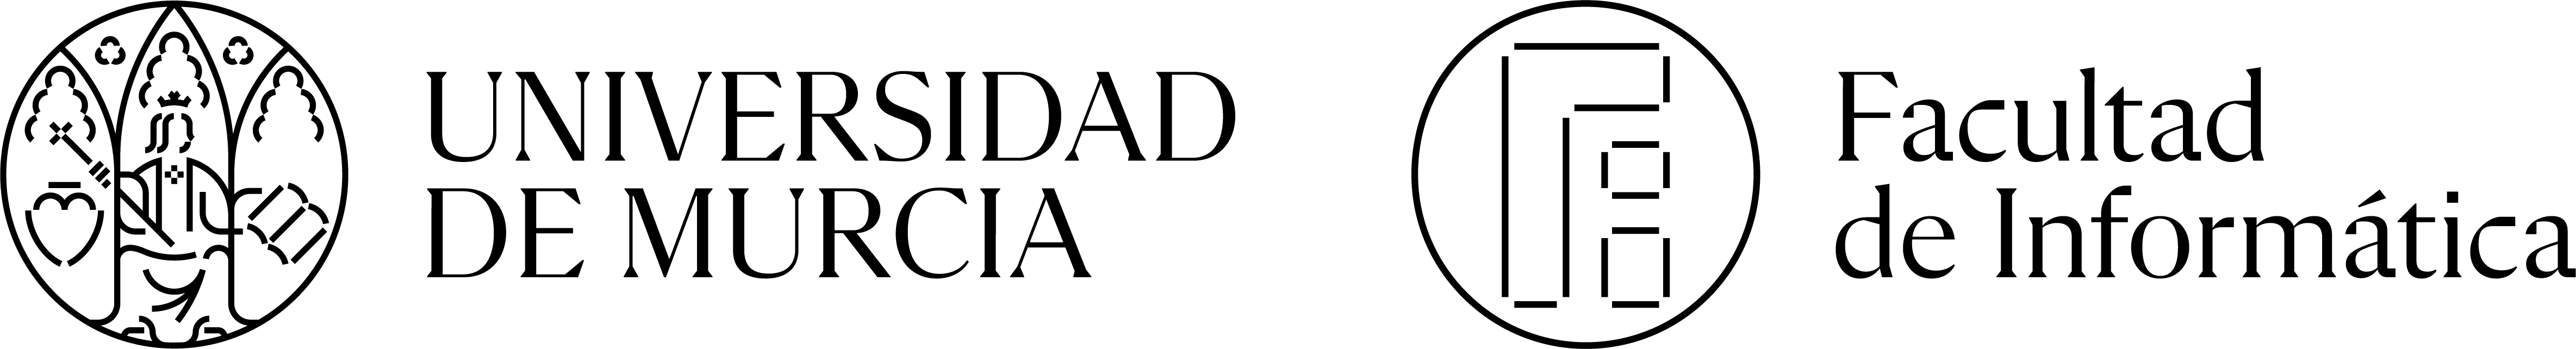 UNIVERSIDAD
DE MURCIA
Facultad
de Informática